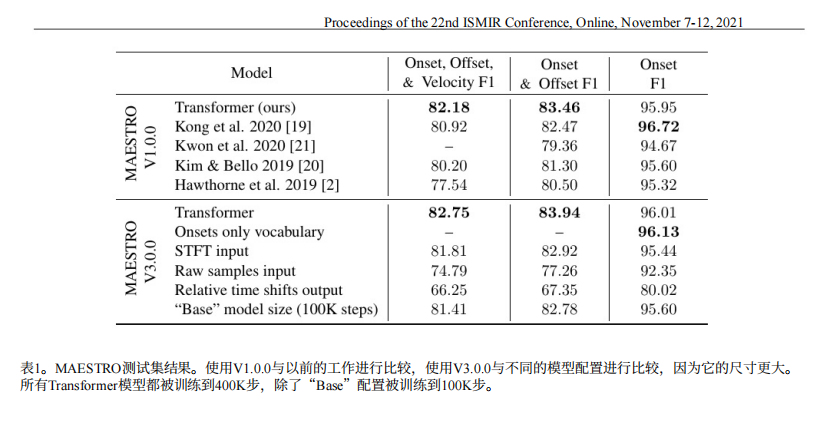 Proceedings of the 22nd ISMIR Conference, Online, November 7-12, 2021
Model Onset, Offset, & Velocity F1 Onset & Offset F1 Onset F1
MAESTRO V1.0.0
Transformer (ours) 82.18 83.46 95.95
Kong et al. 2020 [19] 80.92 82.47 96.72
Kwon et al. 2020 [21] – 79.36 94.67
Kim & Bello 2019 [20] 80.20 81.30 95.60
Hawthorne et al. 2019 [2] 77.54 80.50 95.32
MAESTRO V3.0.0
Transformer 82.75 83.94 96.01
Onsets only vocabulary – – 96.13
STFT input 81.81 82.92 95.44
Raw samples input 74.79 77.26 92.35
Relative time shifts output 66.25 67.35 80.02
“Base” model size (100K steps) 81.41 82.78 95.60
表1。MAESTRO测试集结果。使用V1.0.0与以前的工作进行比较，使用V3.0.0与不同的模型配置进行比较，因为它的尺寸更大。
所有Transformer模型都被训练到400K步，除了“Base”配置被训练到100K步。